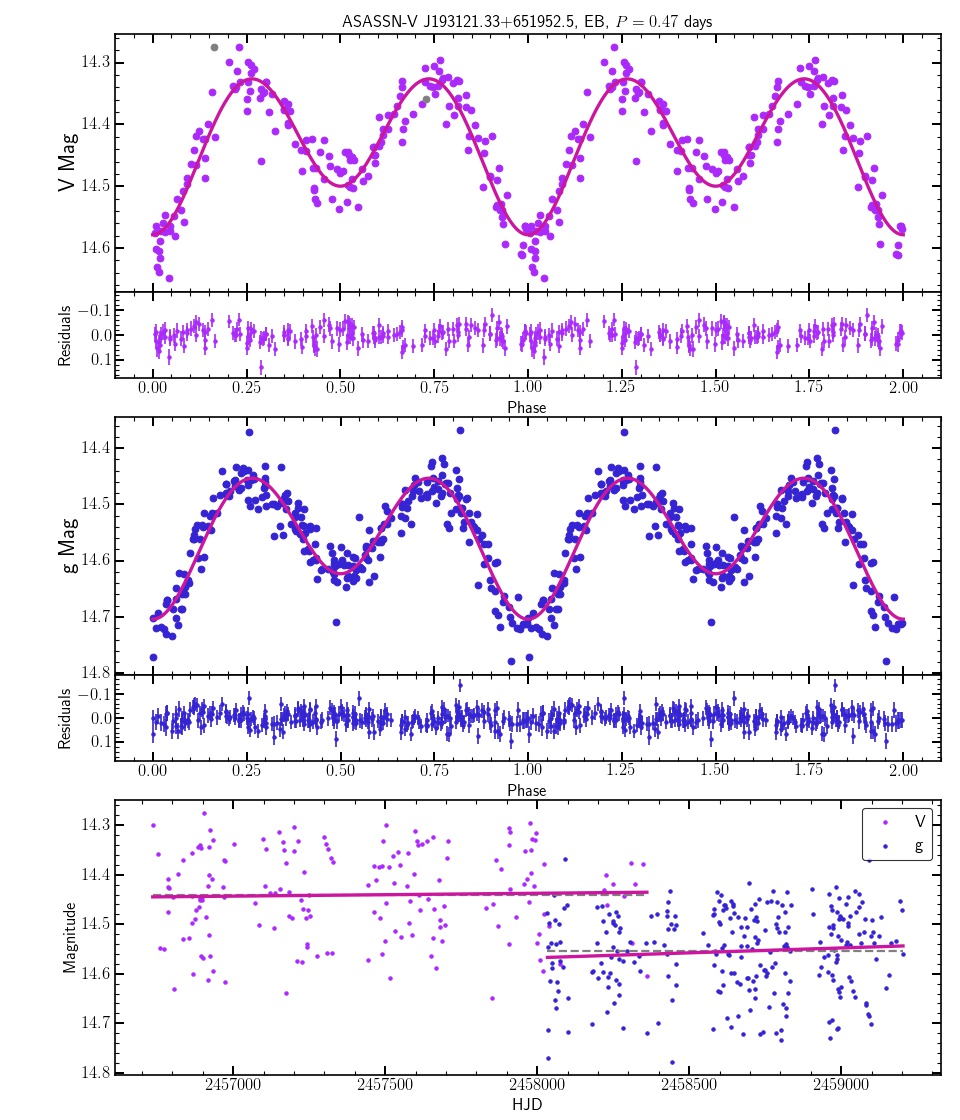 ASASSN-V J193121.33+651952.5, EB, P = 0.47 days
14.3
14.4
14.5
14.6
V Mag
−0.1
0.0
0.1
Residuals
0.00 0.25 0.50 0.75 1.00 1.25 1.50 1.75 2.00
Phase
14.4
14.5
14.6
14.7
14.8
g Mag
−0.1
0.0
0.1
Residuals
0.00 0.25 0.50 0.75 1.00 1.25 1.50 1.75 2.00
Phase
V
g
14.3
14.4
14.5
14.6
14.7
14.8
Magnitude
2457000 2457500 2458000 2458500 2459000
HJD